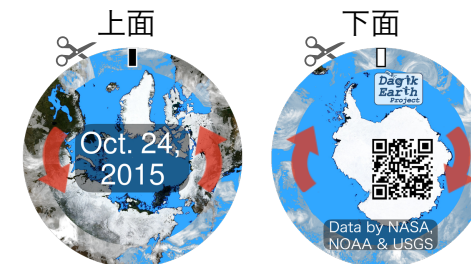 上面
下面
Oct. 24,
2015
Dagik
Earth
Project
Data by NASA,
NOAA & USGS